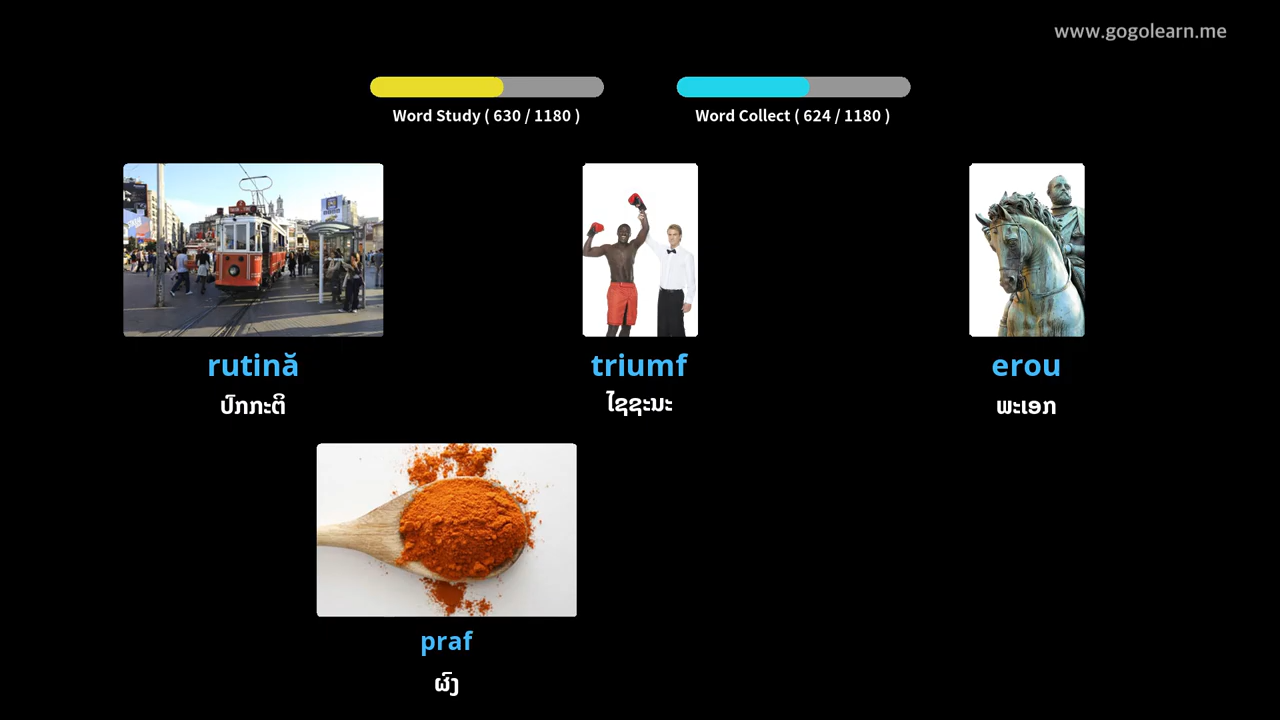 www.gogolearn.me
Word Study ( 630 / 1180 )
Word Collect ( 624 / 1180 )
rutină
triumf
erou
ປົກກະຕິ
ໄຊຊະນະ
ພະເອກ
praf
ຜົງ